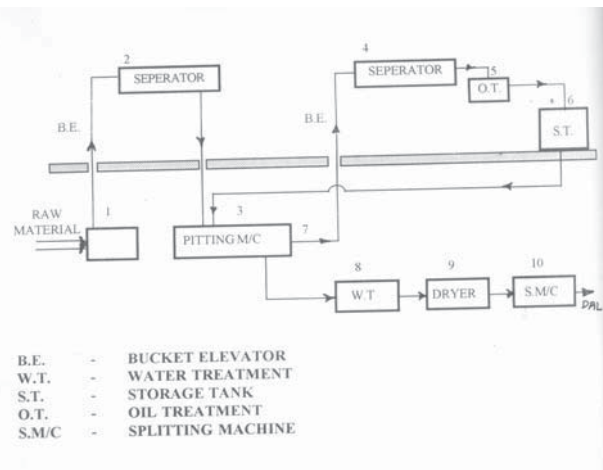 2
SEPERATOR
4
SEPERATOR
5
O.T.
6
S.T.
B.E.
B.E.
RAW
MATERIAL
1
3
PITTING M/C
7
8
W.T
9
DRYER
10
S.M/C
DAL
B.E. - BUCKET ELEVATOR
W.T. - WATER TREATMENT
S.T. - STORAGE TANK
O.T. - OIL TREATMENT
S.M/C - SPLITTING MACHINE